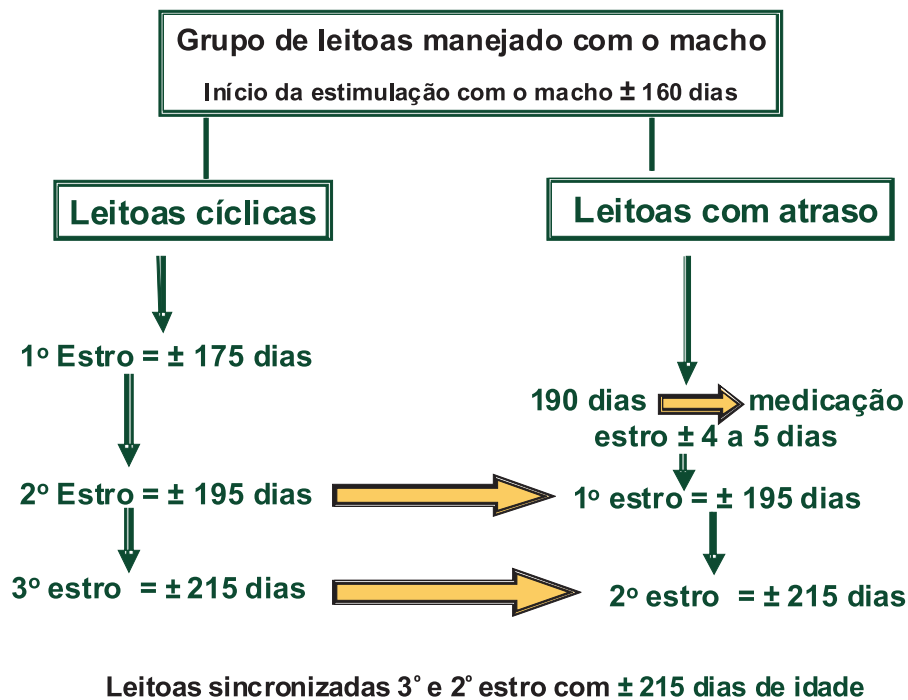 Grupo de leitoas manejado com o macho
Início da estimulação com o macho ± 160 dias
Leitoas cíclicas
Leitoas com atraso
1º Estro = ± 175 dias
190 dias medicação
estro ± 4 a 5 dias
2º Estro = ± 195 dias
1º estro = ± 195 dias
3º estro = ± 215 dias
2º estro = ± 215 dias
Leitoas sincronizadas 3° e 2° estro com ± 215 dias de idade